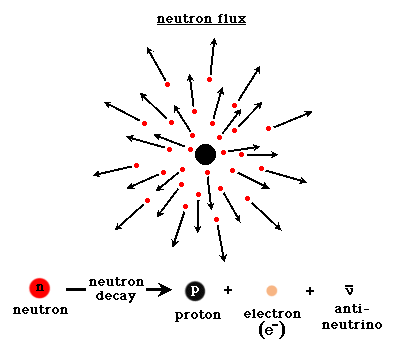 neutron flux
n neutron decay p + + ν̅
neutron proton electron anti-
(e⁻) neutrino